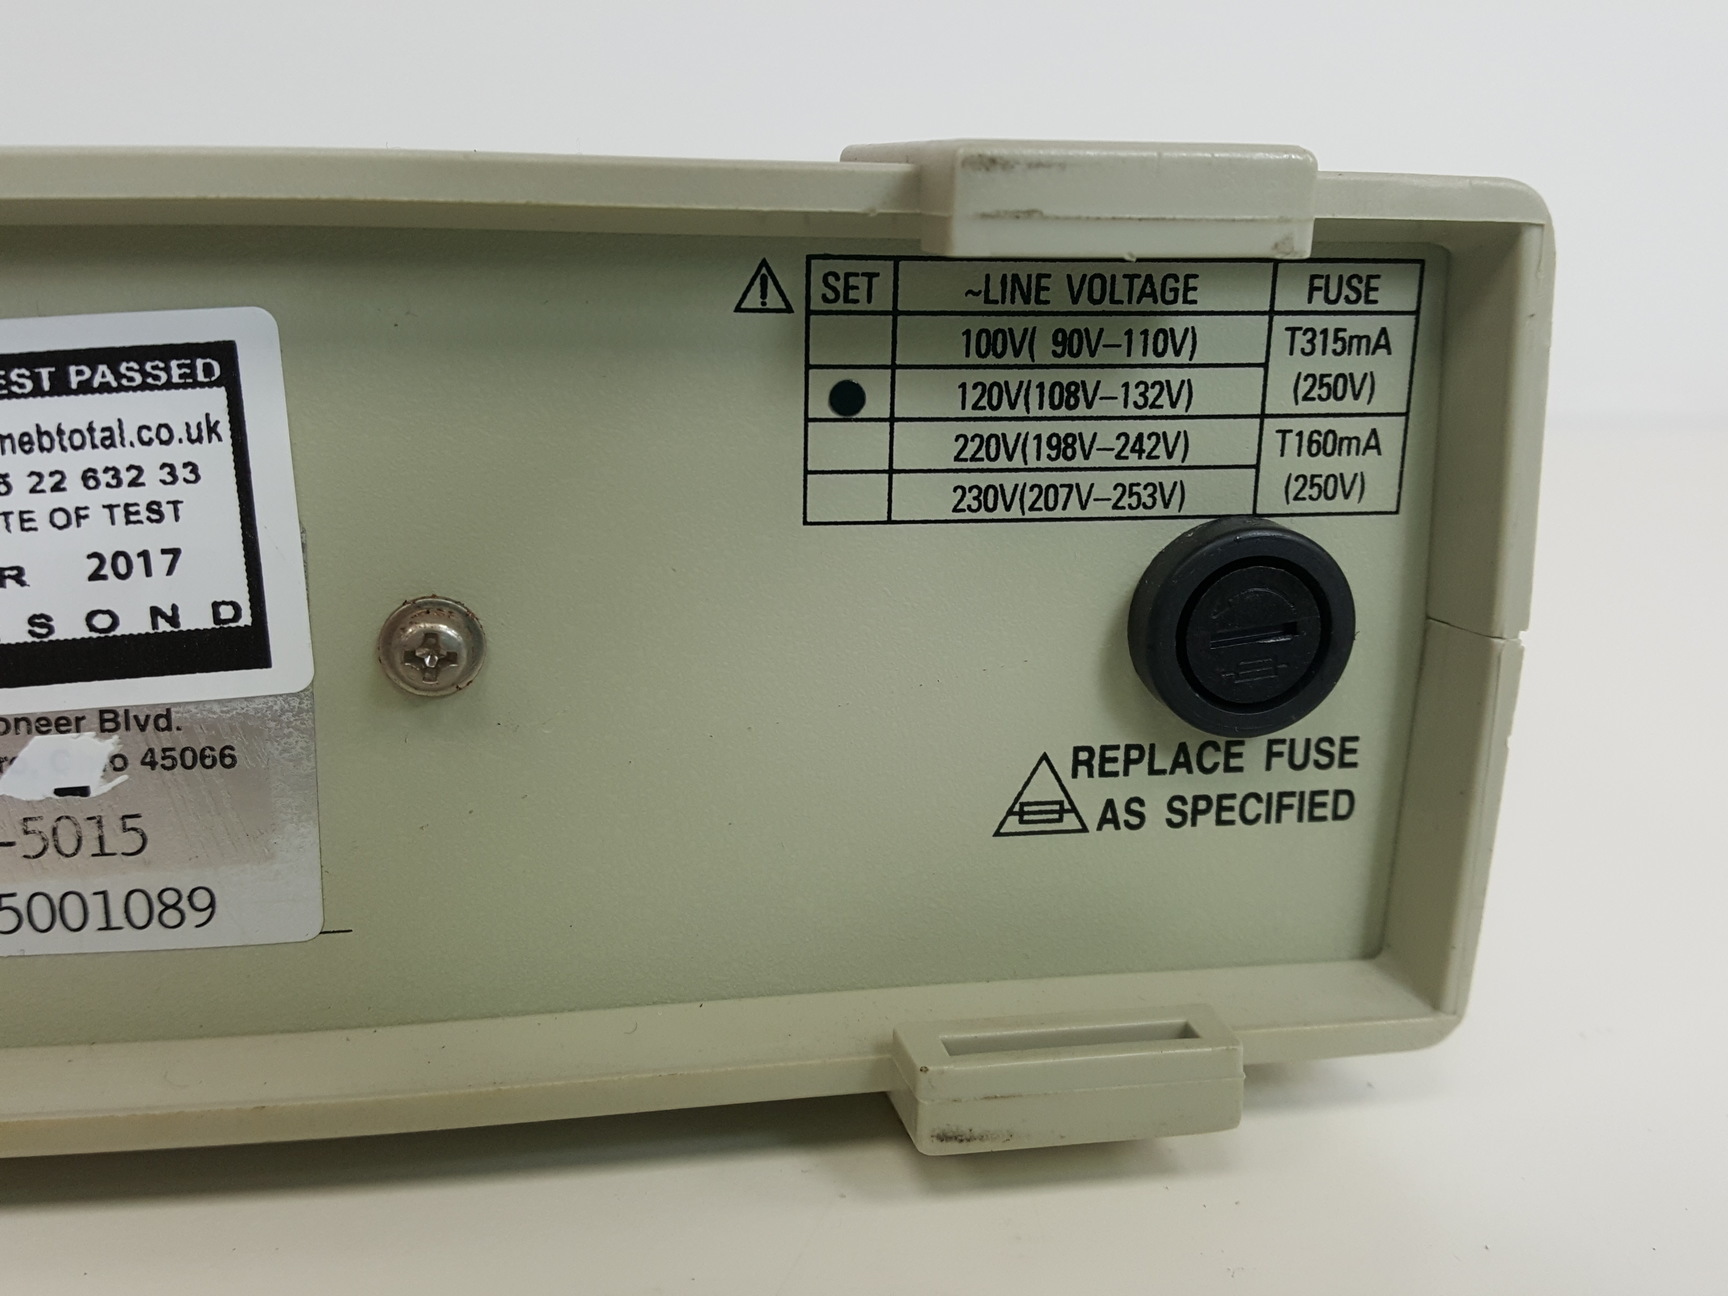 EST PASSED
nebtotal.co.uk
22 632 33
TE OF TEST
R 2017
S O N D
oneer Blvd.
o 45066
-5015
5001089
SET ~LINE VOLTAGE FUSE
100V( 90V–110V) T315mA
120V(108V–132V) (250V)
220V(198V–242V) T160mA
230V(207V–253V) (250V)
REPLACE FUSE
AS SPECIFIED